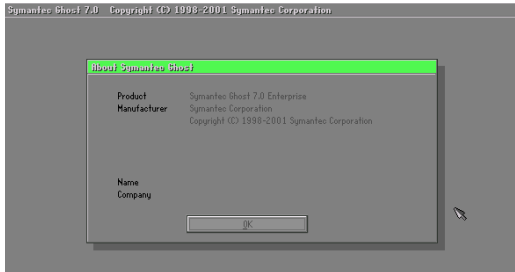 Symantec Ghost 7.0 Copyright (C) 1998-2001 Symantec Corporation
About Symantec Ghost
Product Symantec Ghost 7.0 Enterprise
Manufacturer Symantec Corporation
Copyright (C) 1998-2001 Symantec Corporation
Name
Company
OK